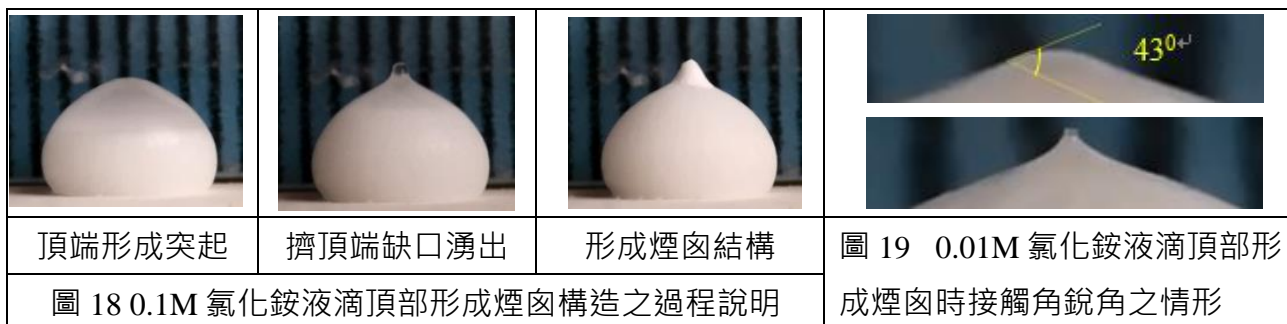 43⁰↵
頂端形成突起
擠頂端缺口湧出
形成煙囪結構
圖 18 0.1M 氯化銨液滴頂部形成煙囪構造之過程說明
圖 19 0.01M 氯化銨液滴頂部形
成煙囪時接觸角銳角之情形